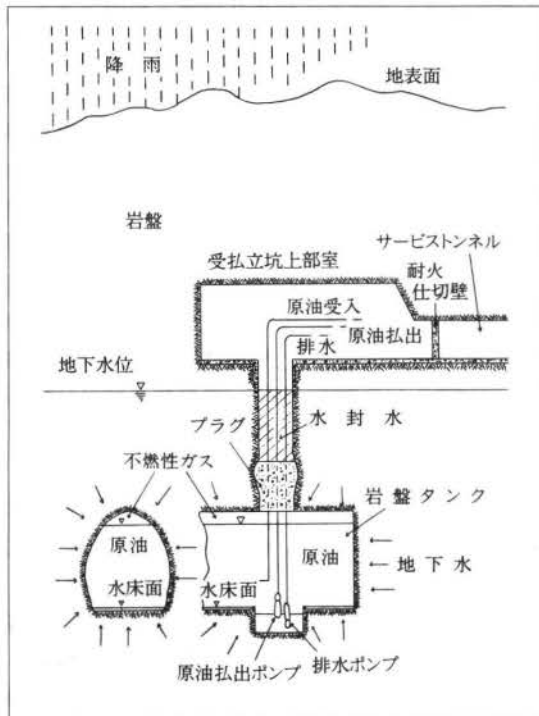 降雨
地表面
岩盤
サービストンネル
受払立坑上部室
耐火
仕切壁
原油受入
原油払出
排水
地下水位
水封水
プラグ
不燃性ガス
岩盤タンク
原油
原油
地下水
水床面
水床面
原油払出ポンプ
排水ポンプ